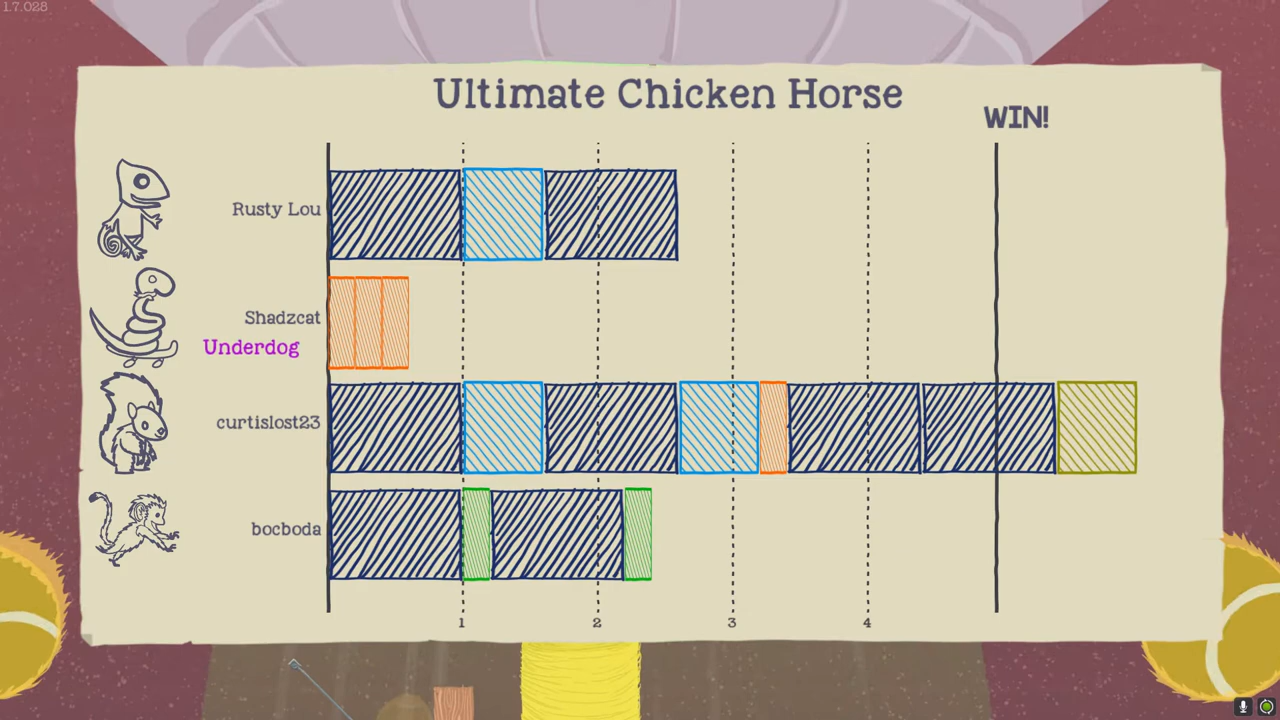 1.7.028
Ultimate Chicken Horse
WIN!
Rusty Lou
Shadzcat
Underdog
curtislost23
bocboda
1 2 3 4